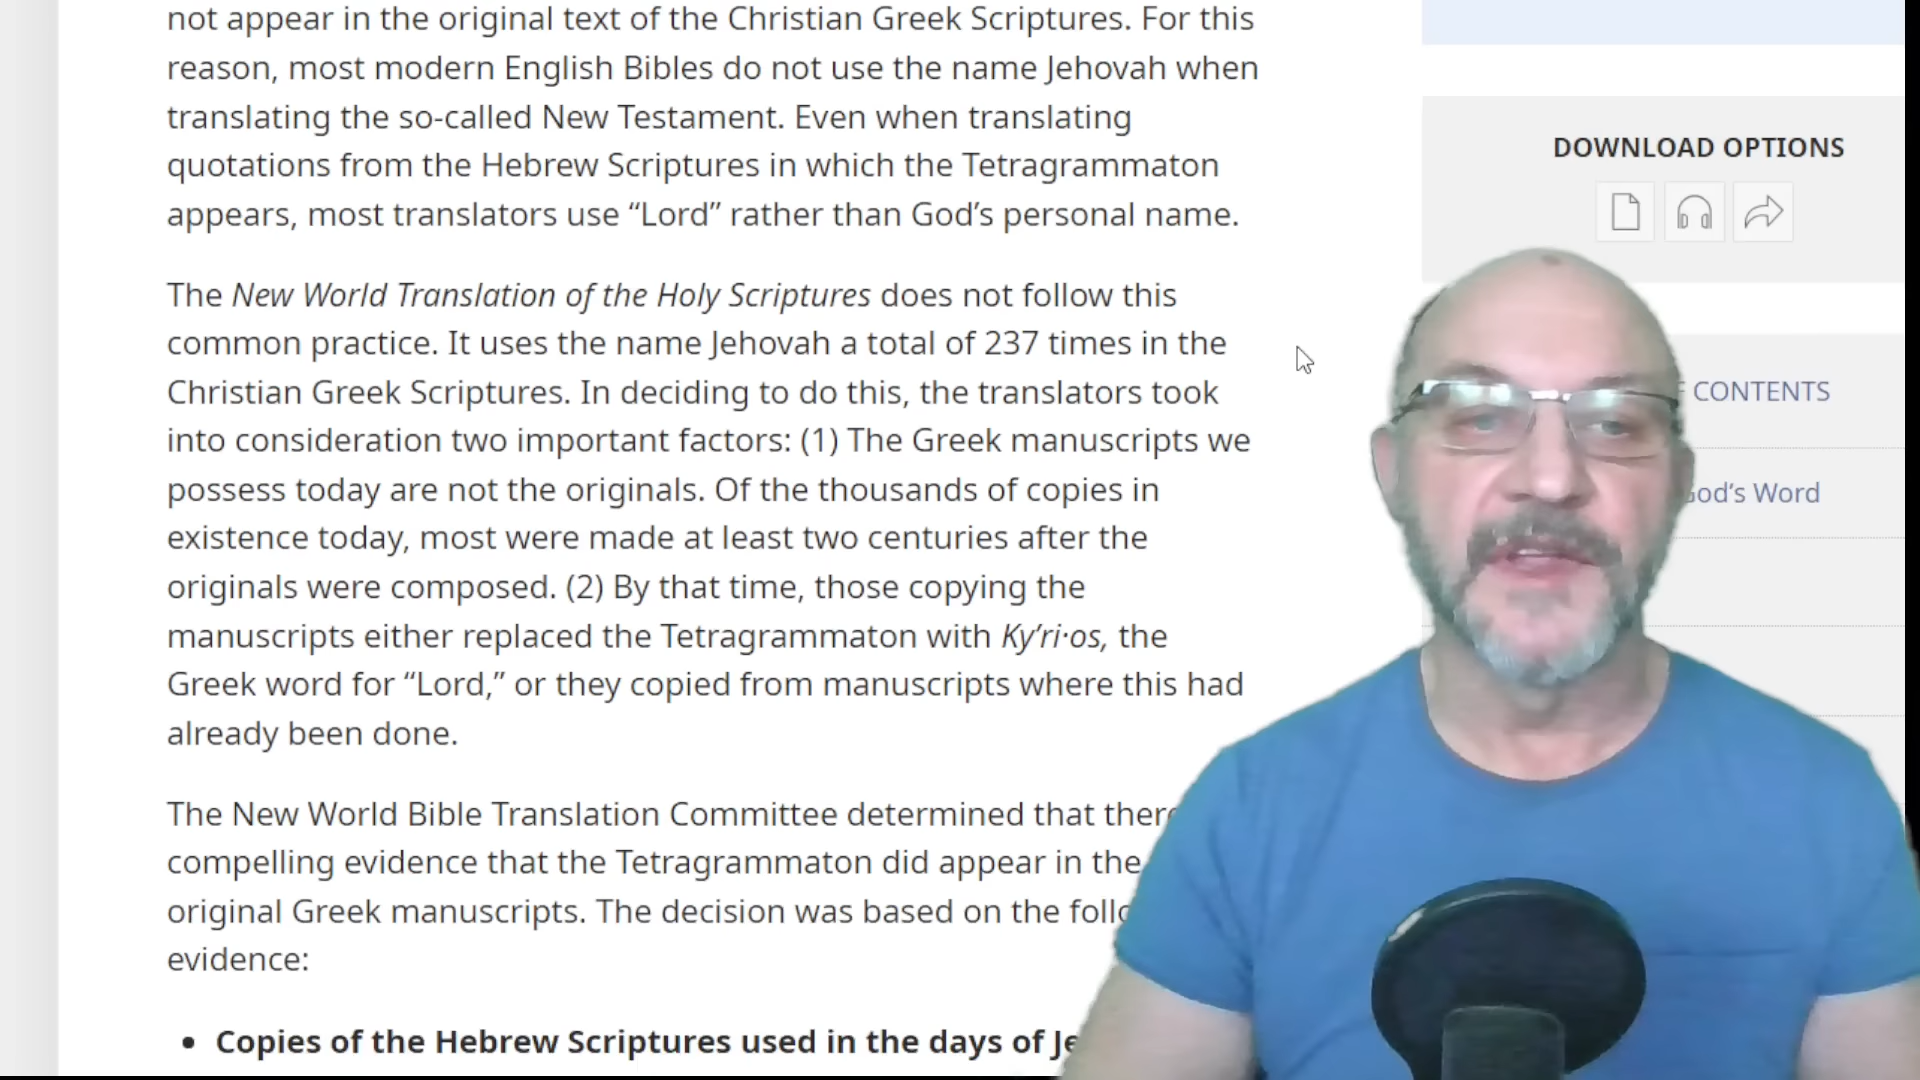 not appear in the original text of the Christian Greek Scriptures. For this
reason, most modern English Bibles do not use the name Jehovah when
translating the so-called New Testament. Even when translating
quotations from the Hebrew Scriptures in which the Tetragrammaton
appears, most translators use “Lord” rather than God’s personal name.
The New World Translation of the Holy Scriptures does not follow this
common practice. It uses the name Jehovah a total of 237 times in the
Christian Greek Scriptures. In deciding to do this, the translators took
into consideration two important factors: (1) The Greek manuscripts we
possess today are not the originals. Of the thousands of copies in
existence today, most were made at least two centuries after the
originals were composed. (2) By that time, those copying the
manuscripts either replaced the Tetragrammaton with Ky′ri·os, the
Greek word for “Lord,” or they copied from manuscripts where this had
already been done.
The New World Bible Translation Committee determined that
compelling evidence that the Tetragrammaton did appear in the
original Greek manuscripts. The decision was based on the
evidence:
• Copies of the Hebrew Scriptures used in the days of
DOWNLOAD OPTIONS
CONTENTS
God’s Word